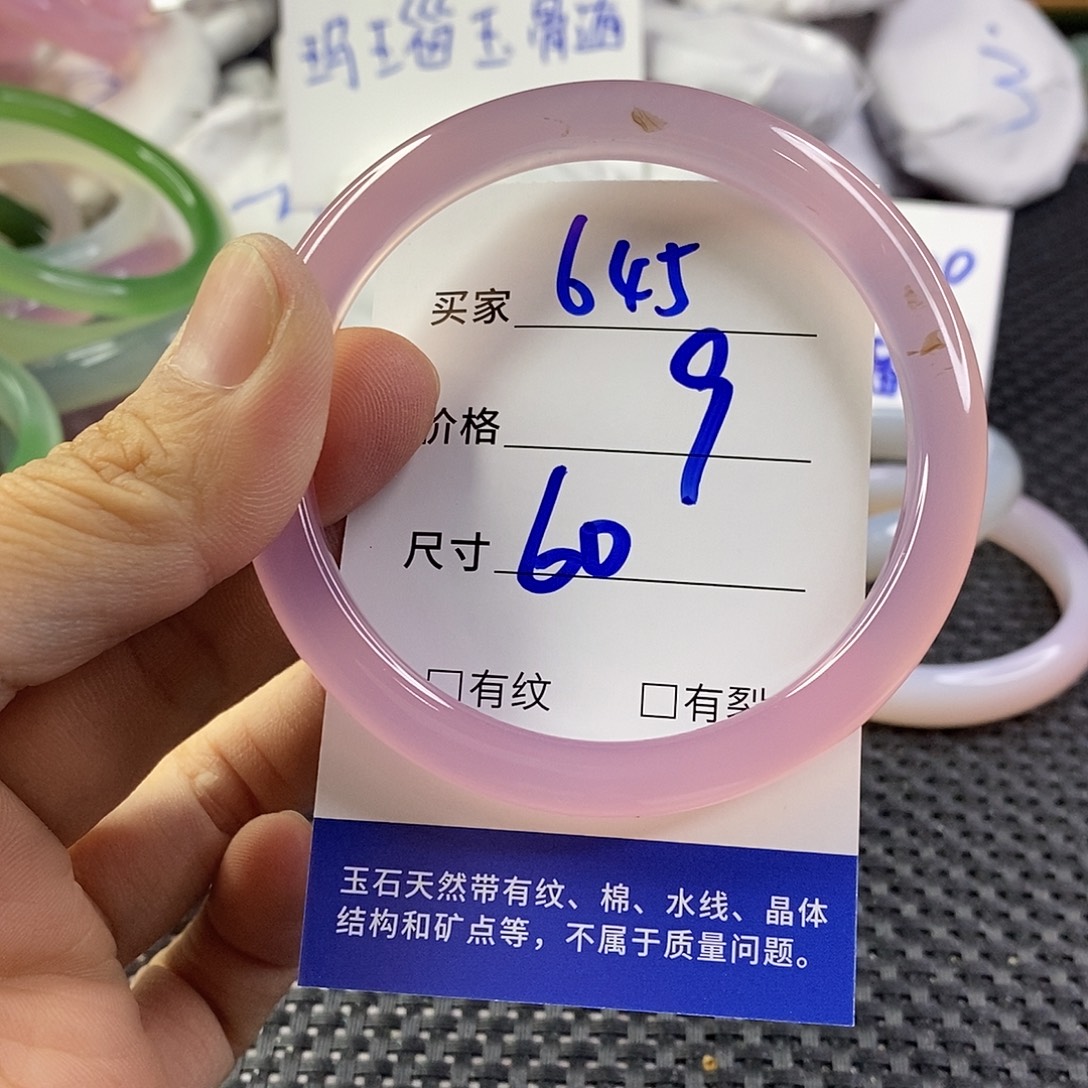 玛瑙玉骨通
买家 645
价格 9
尺寸 60
□有纹 □有裂
玉石天然带有纹、棉、水线、晶体
结构和矿点等，不属于质量问题。